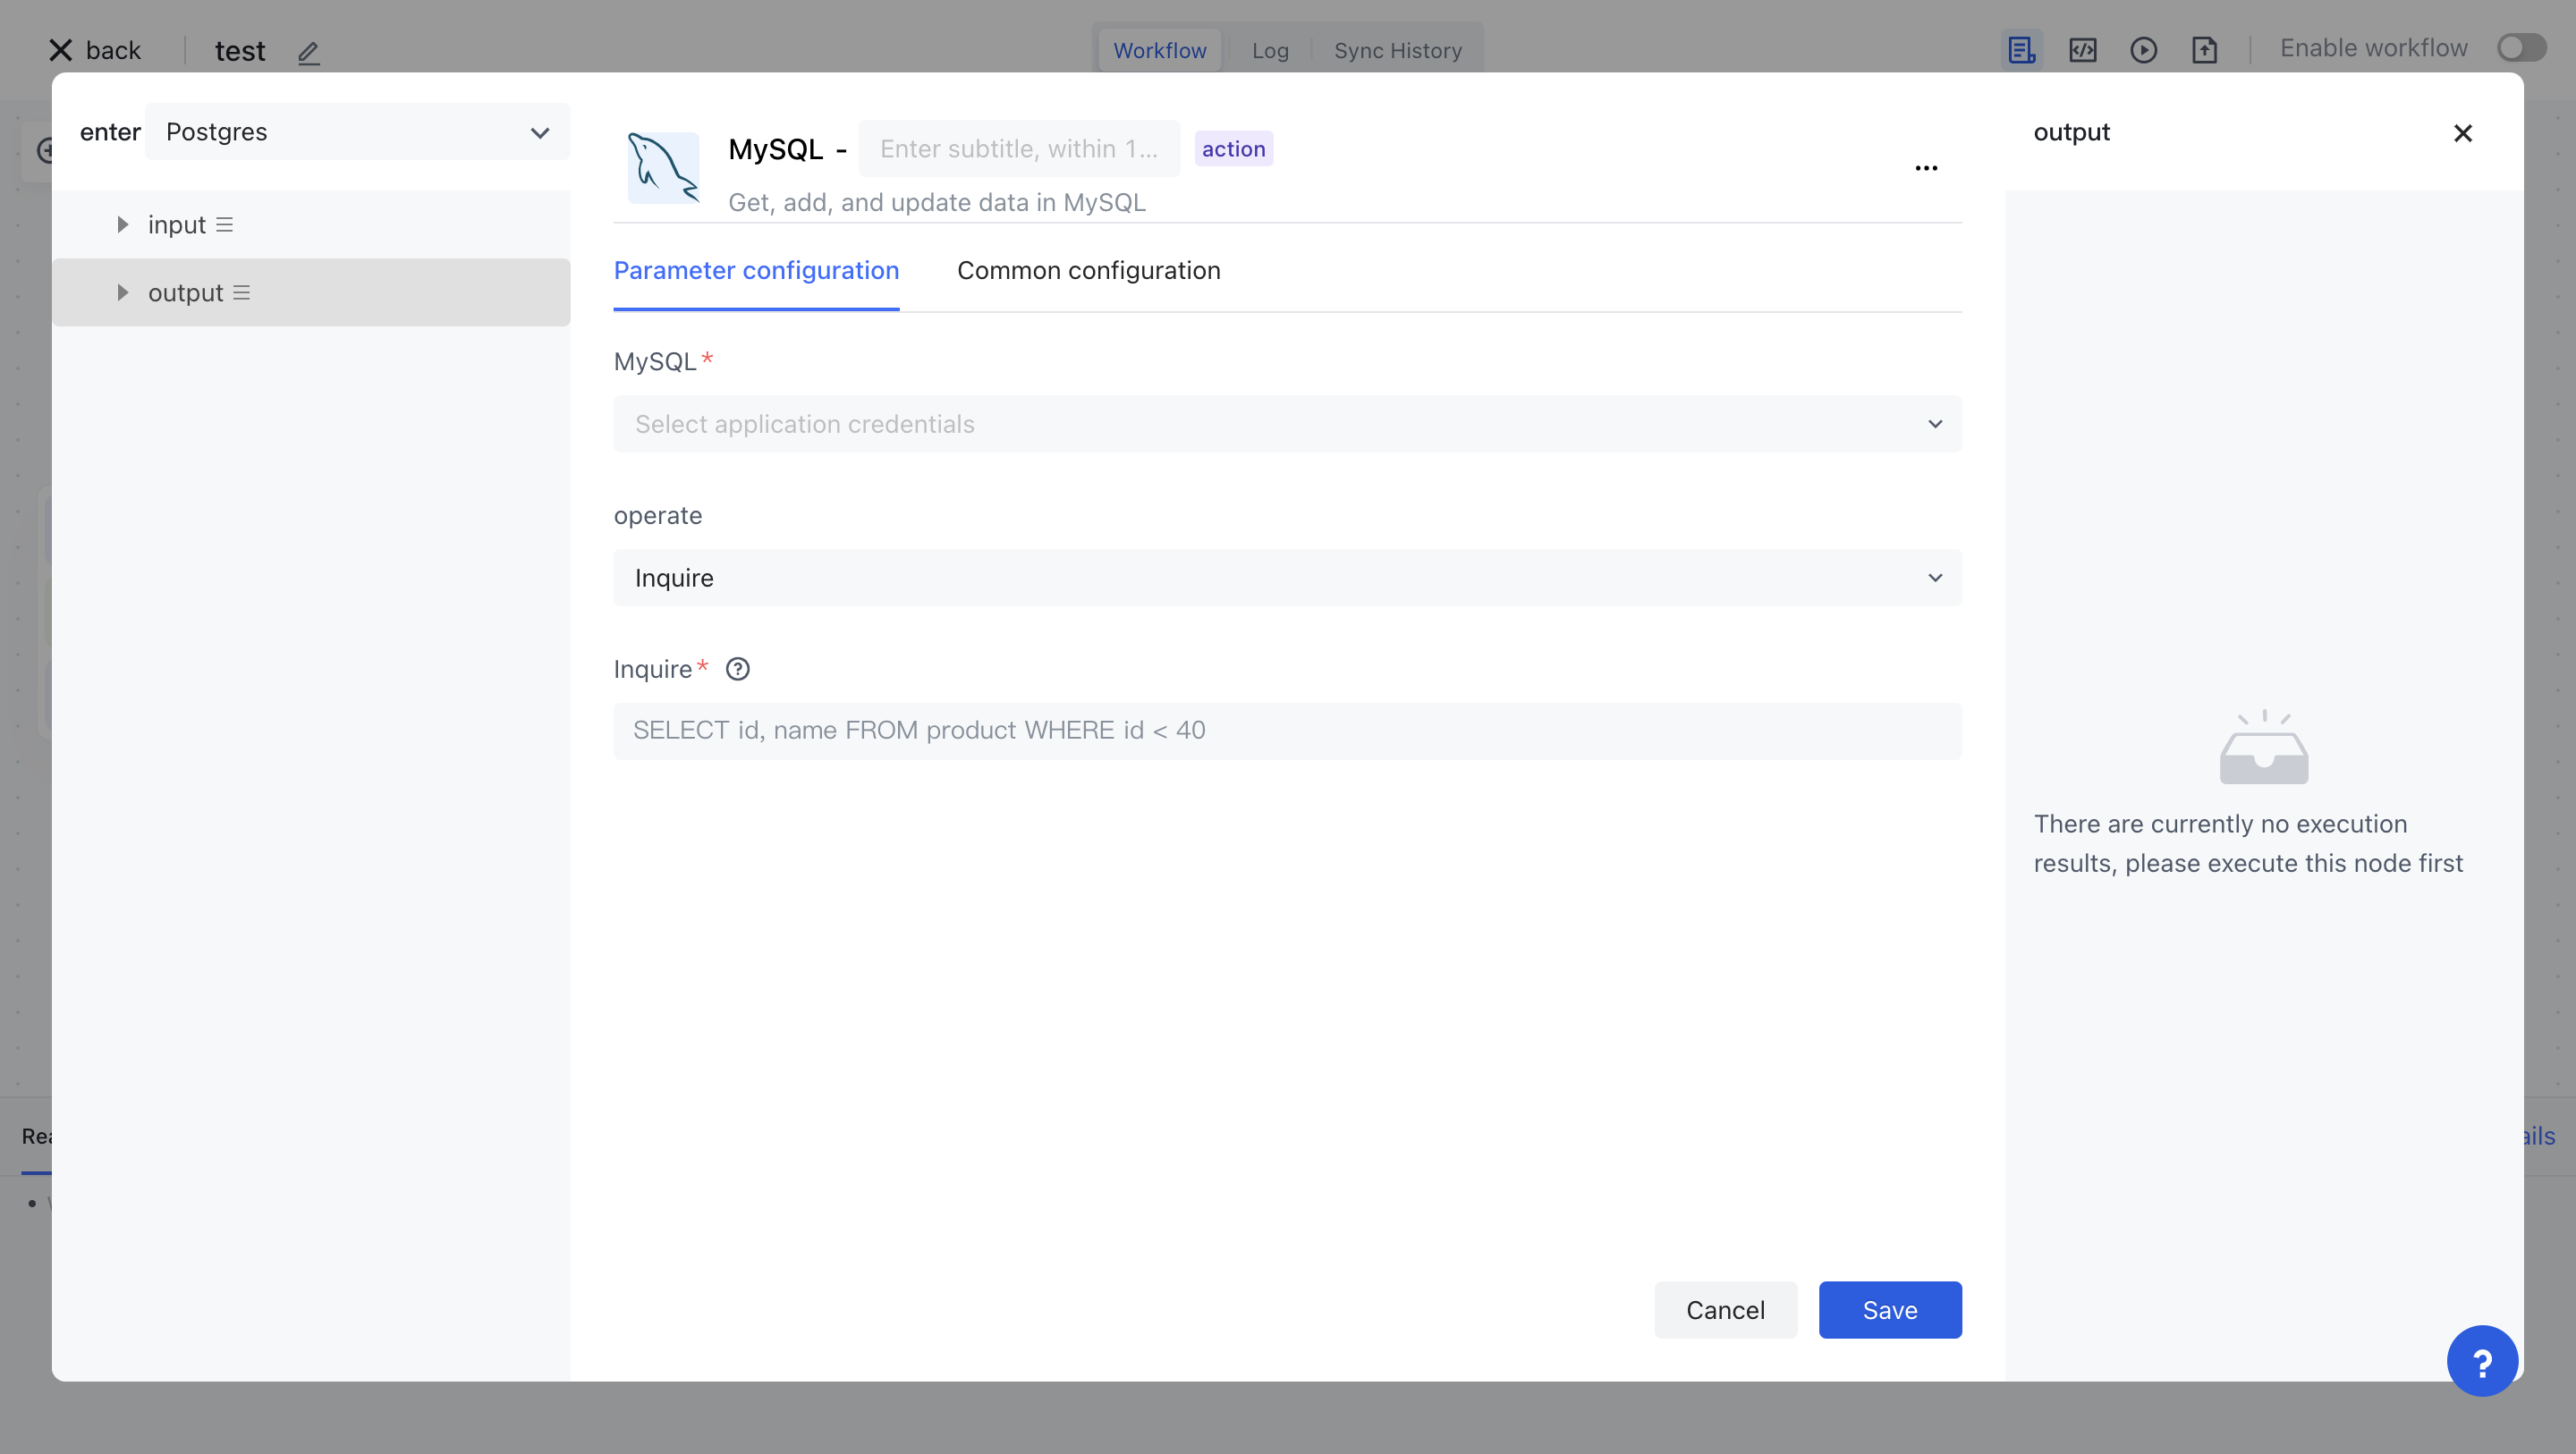 back
test
Workflow
Log
Sync History
Enable workflow
enter
Postgres
input
output
MySQL -
Enter subtitle, within 1...
action
...
Get, add, and update data in MySQL
Parameter configuration
Common configuration
MySQL*
Select application credentials
operate
Inquire
Inquire*
SELECT id, name FROM product WHERE id < 40
Cancel
Save
output
There are currently no execution
results, please execute this node first
?